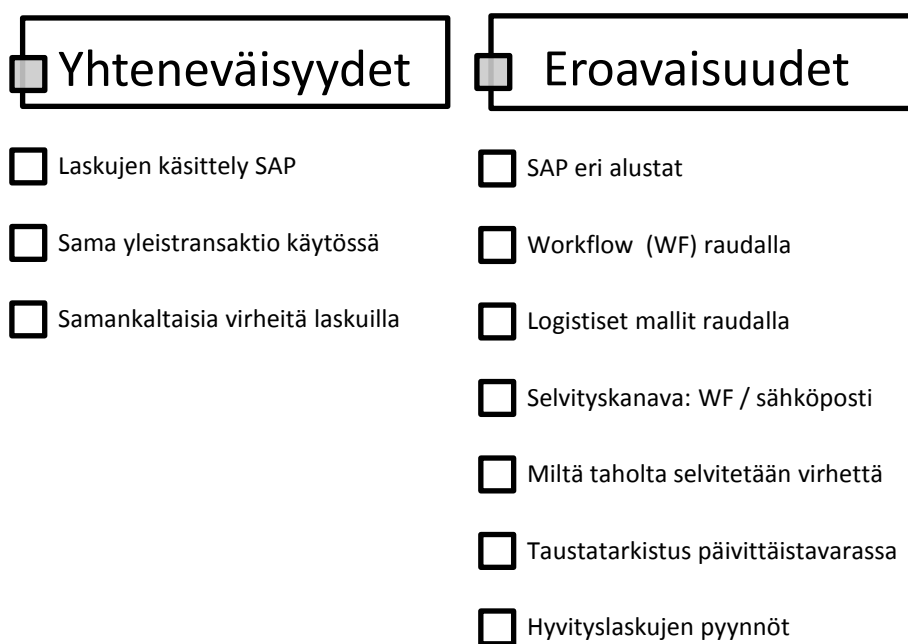 Yhteneväisyydet
Laskujen käsittely SAP
Sama yleistransaktio käytössä
Samankaltaisia virheitä laskuilla
Eroavaisuudet
SAP eri alustat
Workflow (WF) raudalla
Logistiset mallit raudalla
Selvityskanava: WF / sähköposti
Miltä taholta selvitetään virhettä
Taustatarkistus päivittäistavarassa
Hyvityslaskujen pyynnöt